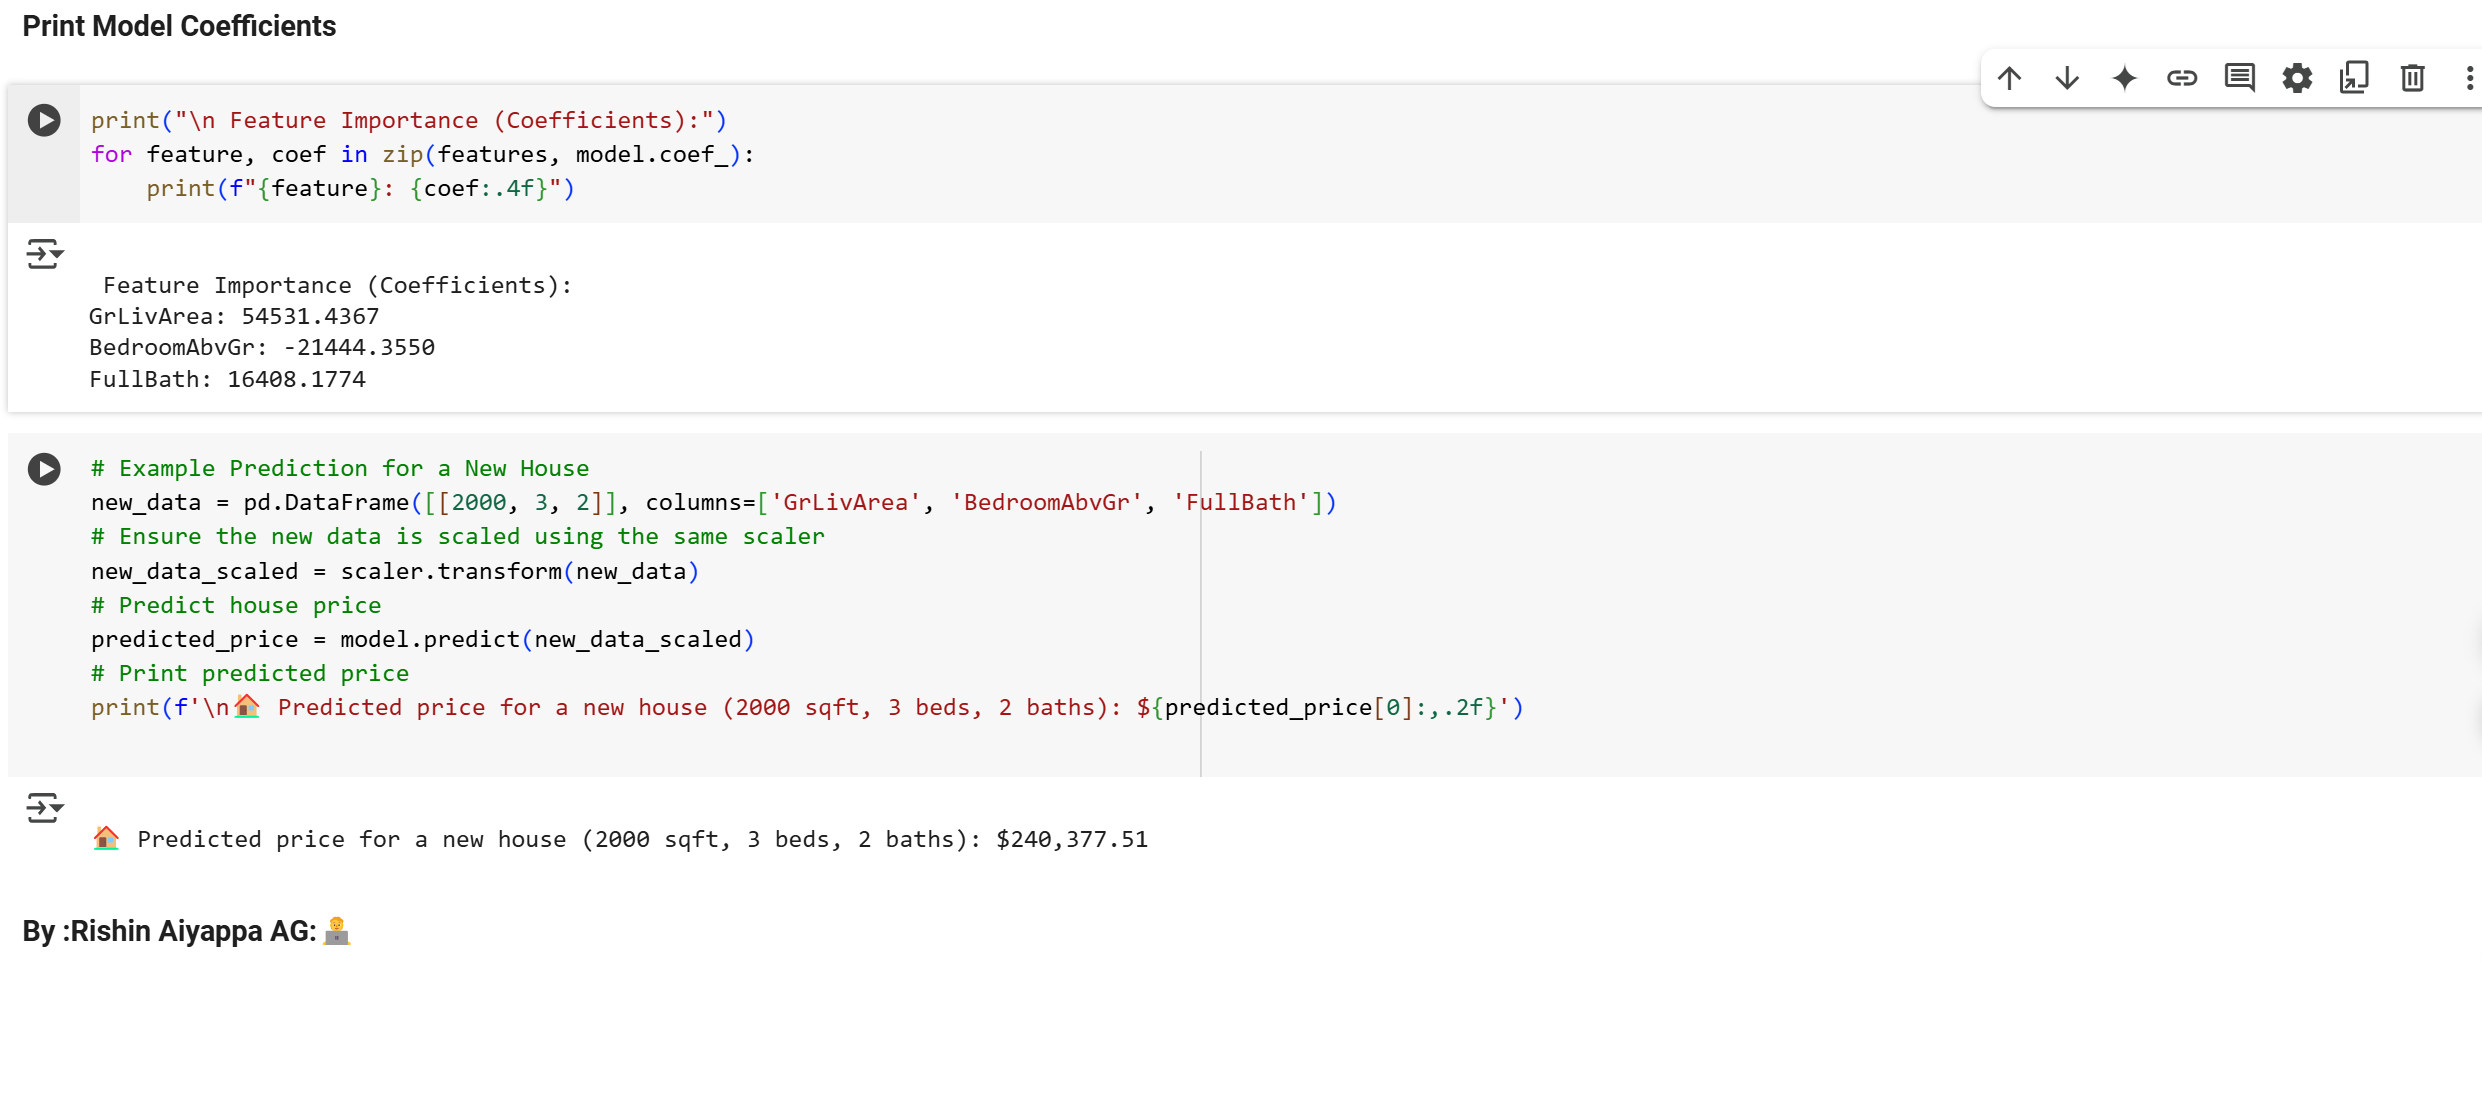 Print Model Coefficients
print("\n Feature Importance (Coefficients):")
for feature, coef in zip(features, model.coef_):
    print(f"{feature}: {coef:.4f}")
 Feature Importance (Coefficients):
GrLivArea: 54531.4367
BedroomAbvGr: -21444.3550
FullBath: 16408.1774
# Example Prediction for a New House
new_data = pd.DataFrame([[2000, 3, 2]], columns=['GrLivArea', 'BedroomAbvGr', 'FullBath'])
# Ensure the new data is scaled using the same scaler
new_data_scaled = scaler.transform(new_data)
# Predict house price
predicted_price = model.predict(new_data_scaled)
# Print predicted price
print(f'\n🏠 Predicted price for a new house (2000 sqft, 3 beds, 2 baths): ${predicted_price[0]:,.2f}')
🏠 Predicted price for a new house (2000 sqft, 3 beds, 2 baths): $240,377.51
By :Rishin Aiyappa AG:👨‍💻